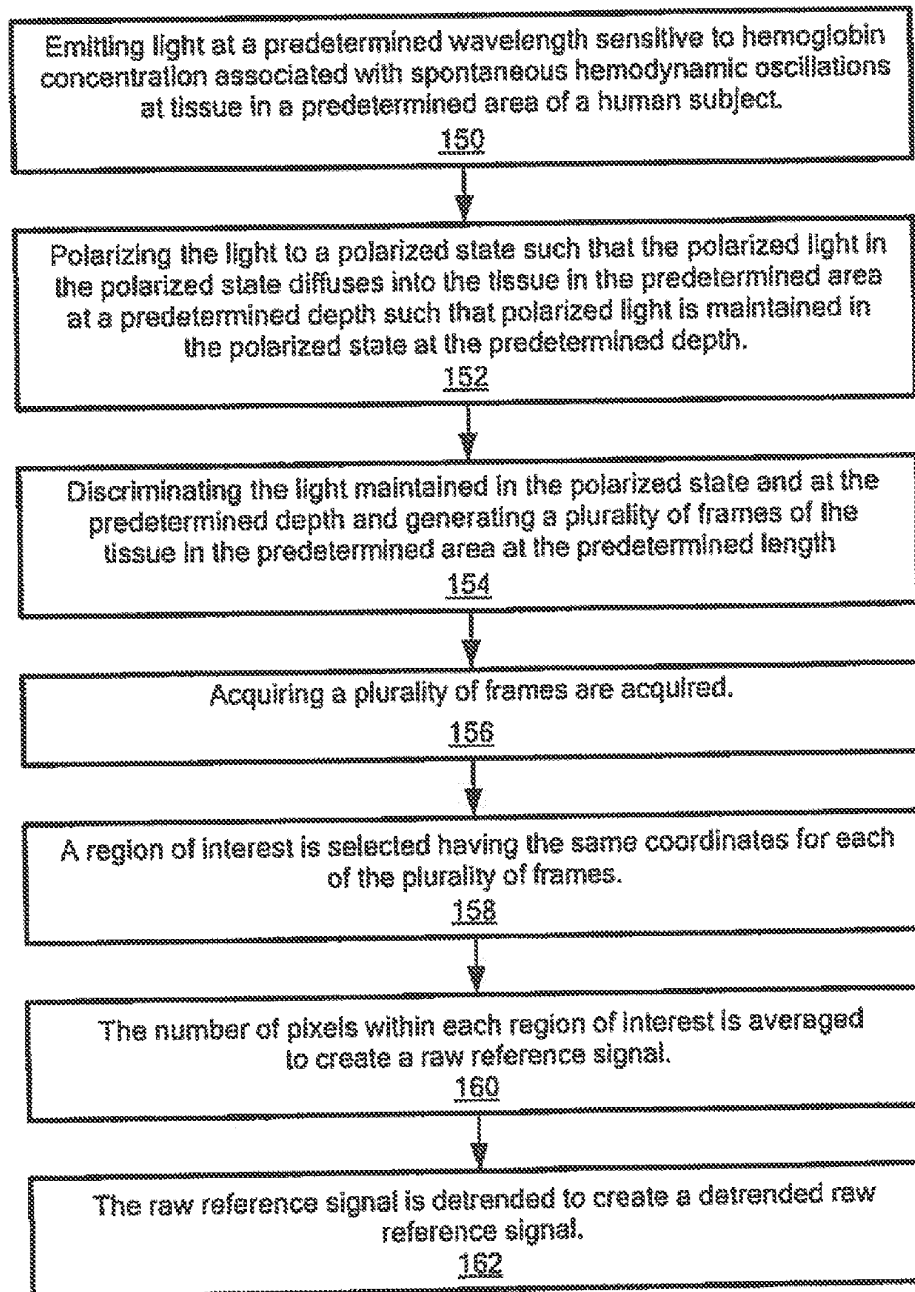 Emitting light at a predetermined wavelength sensitive to hemoglobin
concentration associated with spontaneous hemodynamic oscillations
at tissue in a predetermined area of a human subject.
150
Polarizing the light to a polarized state such that the polarized light in
the polarized state diffuses into the tissue in the predetermined area
at a predetermined depth such that polarized light is maintained in
the polarized state at the predetermined depth.
152
Discriminating the light maintained in the polarized state and at the
predetermined depth and generating a plurality of frames of the
tissue in the predetermined area at the predetermined length
154
Acquiring a plurality of frames are acquired.
156
A region of interest is selected having the same coordinates for each
of the plurality of frames.
158
The number of pixels within each region of interest is averaged
to create a raw reference signal.
160
The raw reference signal is detrended to create a detrended raw
reference signal.
162